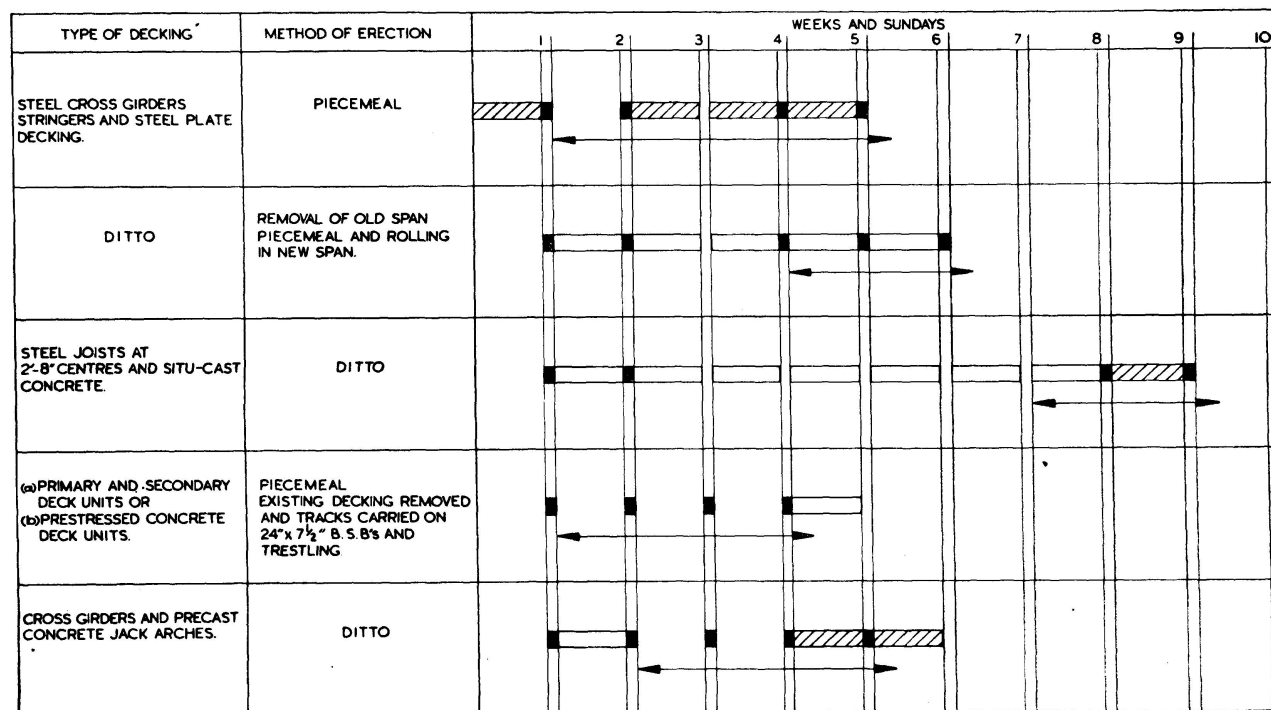 TYPE OF DECKING
METHOD OF ERECTION
WEEKS AND SUNDAYS
1 2 3 4 5 6 7 8 9 10
STEEL CROSS GIRDERS
STRINGERS AND STEEL PLATE
DECKING.
PIECEMEAL
DITTO
REMOVAL OF OLD SPAN
PIECEMEAL AND ROLLING
IN NEW SPAN.
STEEL JOISTS AT
2'-8" CENTRES AND SITU-CAST
CONCRETE.
DITTO
(a) PRIMARY AND SECONDARY
DECK UNITS OR
(b) PRESTRESSED CONCRETE
DECK UNITS.
PIECEMEAL
EXISTING DECKING REMOVED
AND TRACKS CARRIED ON
24" x 7½" B.S.B's AND
TRESTLING
CROSS GIRDERS AND PRECAST
CONCRETE JACK ARCHES.
DITTO